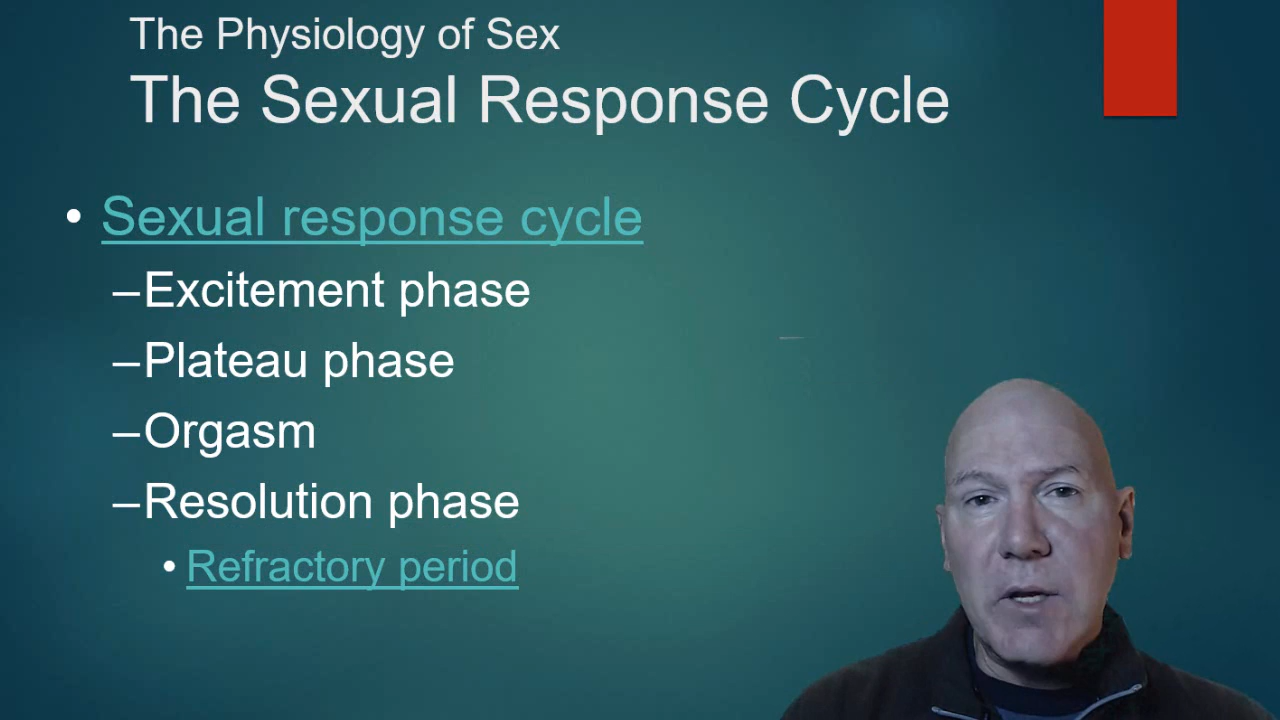 The Physiology of Sex
The Sexual Response Cycle
• Sexual response cycle
–Excitement phase
–Plateau phase
–Orgasm
–Resolution phase
• Refractory period